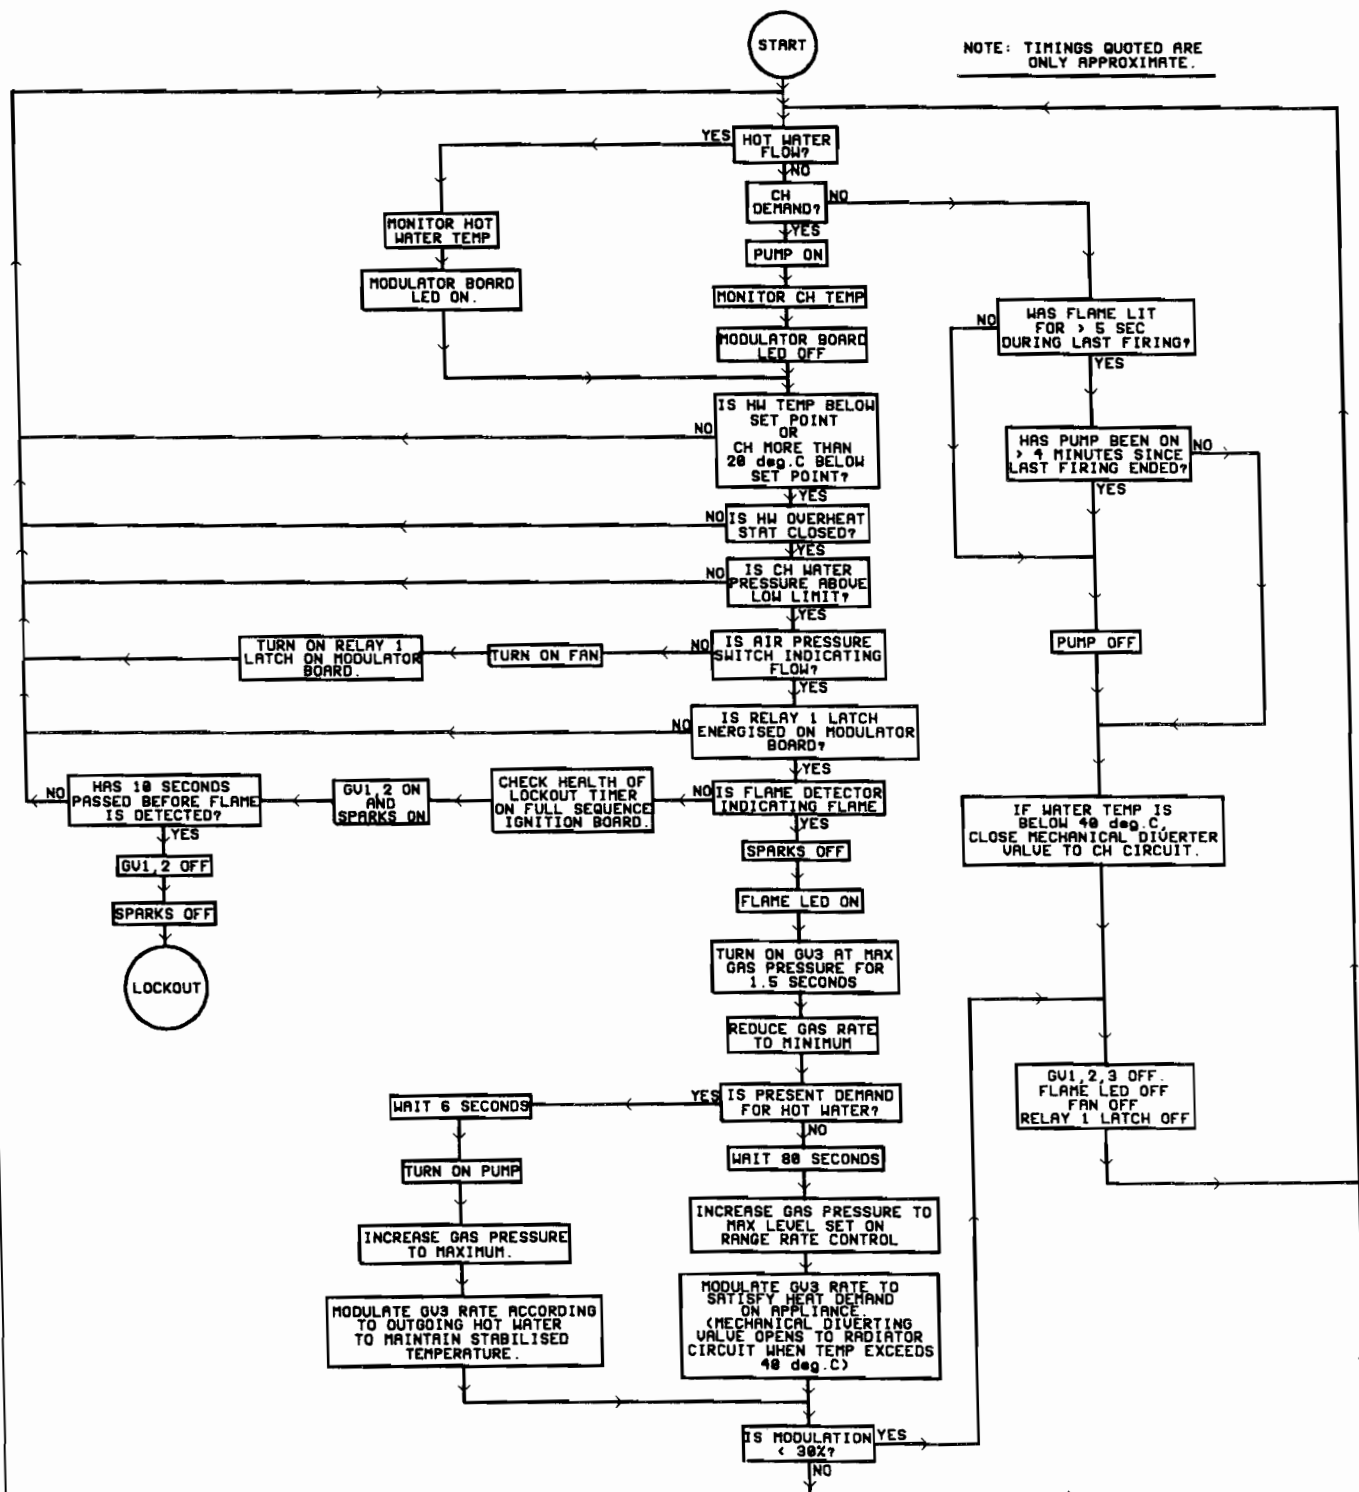 START
NOTE: TIMINGS QUOTED ARE
ONLY APPROXIMATE.
YES
HOT WATER
FLOW?
NO
CH
DEMAND?
NO
YES
MONITOR HOT
WATER TEMP
PUMP ON
MODULATOR BOARD
LED ON.
MONITOR CH TEMP
MODULATOR BOARD
LED OFF
NO
WAS FLAME LIT
FOR > 5 SEC
DURING LAST FIRING?
YES
IS HW TEMP BELOW
SET POINT
OR
CH MORE THAN
20 deg.C BELOW
SET POINT?
NO
YES
HAS PUMP BEEN ON
> 4 MINUTES SINCE
LAST FIRING ENDED?
NO
YES
NO
IS HW OVERHEAT
STAT CLOSED?
YES
NO
IS CH WATER
PRESSURE ABOVE
LOW LIMIT?
YES
TURN ON RELAY 1
LATCH ON MODULATOR
BOARD.
TURN ON FAN
NO
IS AIR PRESSURE
SWITCH INDICATING
FLOW?
YES
PUMP OFF
NO
IS RELAY 1 LATCH
ENERGISED ON MODULATOR
BOARD?
YES
NO
HAS 10 SECONDS
PASSED BEFORE FLAME
IS DETECTED?
YES
GV1,2 ON
AND
SPARKS ON
CHECK HEALTH OF
LOCKOUT TIMER
ON FULL SEQUENCE
IGNITION BOARD.
NO
IS FLAME DETECTOR
INDICATING FLAME
YES
IF WATER TEMP IS
BELOW 40 deg.C,
CLOSE MECHANICAL DIVERTER
VALVE TO CH CIRCUIT.
GV1,2 OFF
SPARKS OFF
SPARKS OFF
FLAME LED ON
LOCKOUT
TURN ON GV3 AT MAX
GAS PRESSURE FOR
1.5 SECONDS
REDUCE GAS RATE
TO MINIMUM
GV1,2,3 OFF.
FLAME LED OFF
FAN OFF
RELAY 1 LATCH OFF
WAIT 6 SECONDS
YES
IS PRESENT DEMAND
FOR HOT WATER?
NO
TURN ON PUMP
WAIT 80 SECONDS
INCREASE GAS PRESSURE
TO MAXIMUM.
INCREASE GAS PRESSURE TO
MAX LEVEL SET ON
RANGE RATE CONTROL
MODULATE GV3 RATE ACCORDING
TO OUTGOING HOT WATER
TO MAINTAIN STABILISED
TEMPERATURE.
MODULATE GV3 RATE TO
SATISFY HEAT DEMAND
ON APPLIANCE.
(MECHANICAL DIVERTING
VALVE OPENS TO RADIATOR
CIRCUIT WHEN TEMP EXCEEDS
40 deg.C)
IS MODULATION
< 30%?
YES
NO